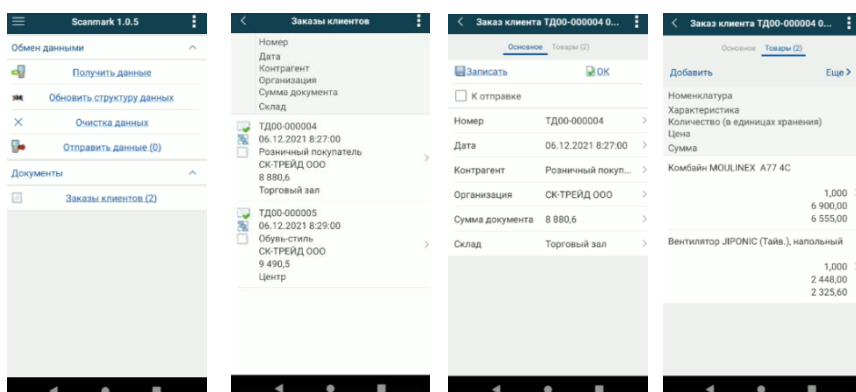 Scanmark 1.0.5
Обмен данными
Получить данные
Обновить структуру данных
Очистка данных
Отправить данные (0)
Документы
Заказы клиентов (2)
Заказы клиентов
Номер
Дата
Контрагент
Организация
Сумма документа
Склад
ТД00-000004
06.12.2021 8:27:00
Розничный покупатель
СК-ТРЕЙД ООО
8 880,6
Торговый зал
ТД00-000005
06.12.2021 8:29:00
Обувь-стиль
СК-ТРЕЙД ООО
9 490,5
Центр
Заказ клиента ТД00-000004 0...
Основное Товары (2)
Записать OK
К отправке
Номер ТД00-000004
Дата 06.12.2021 8:27:00
Контрагент Розничный покуп...
Организация СК-ТРЕЙД ООО
Сумма документа 8 880,6
Склад Торговый зал
Заказ клиента ТД00-000004 0...
Основное Товары (2)
Добавить Еще
Номенклатура
Характеристика
Количество (в единицах хранения)
Цена
Сумма
Комбайн MOULINEX A77 4C
1,000
6 900,00
6 555,00
Вентилятор JIPONIC (Тайв.), напольный
1,000
2 448,00
2 325,60